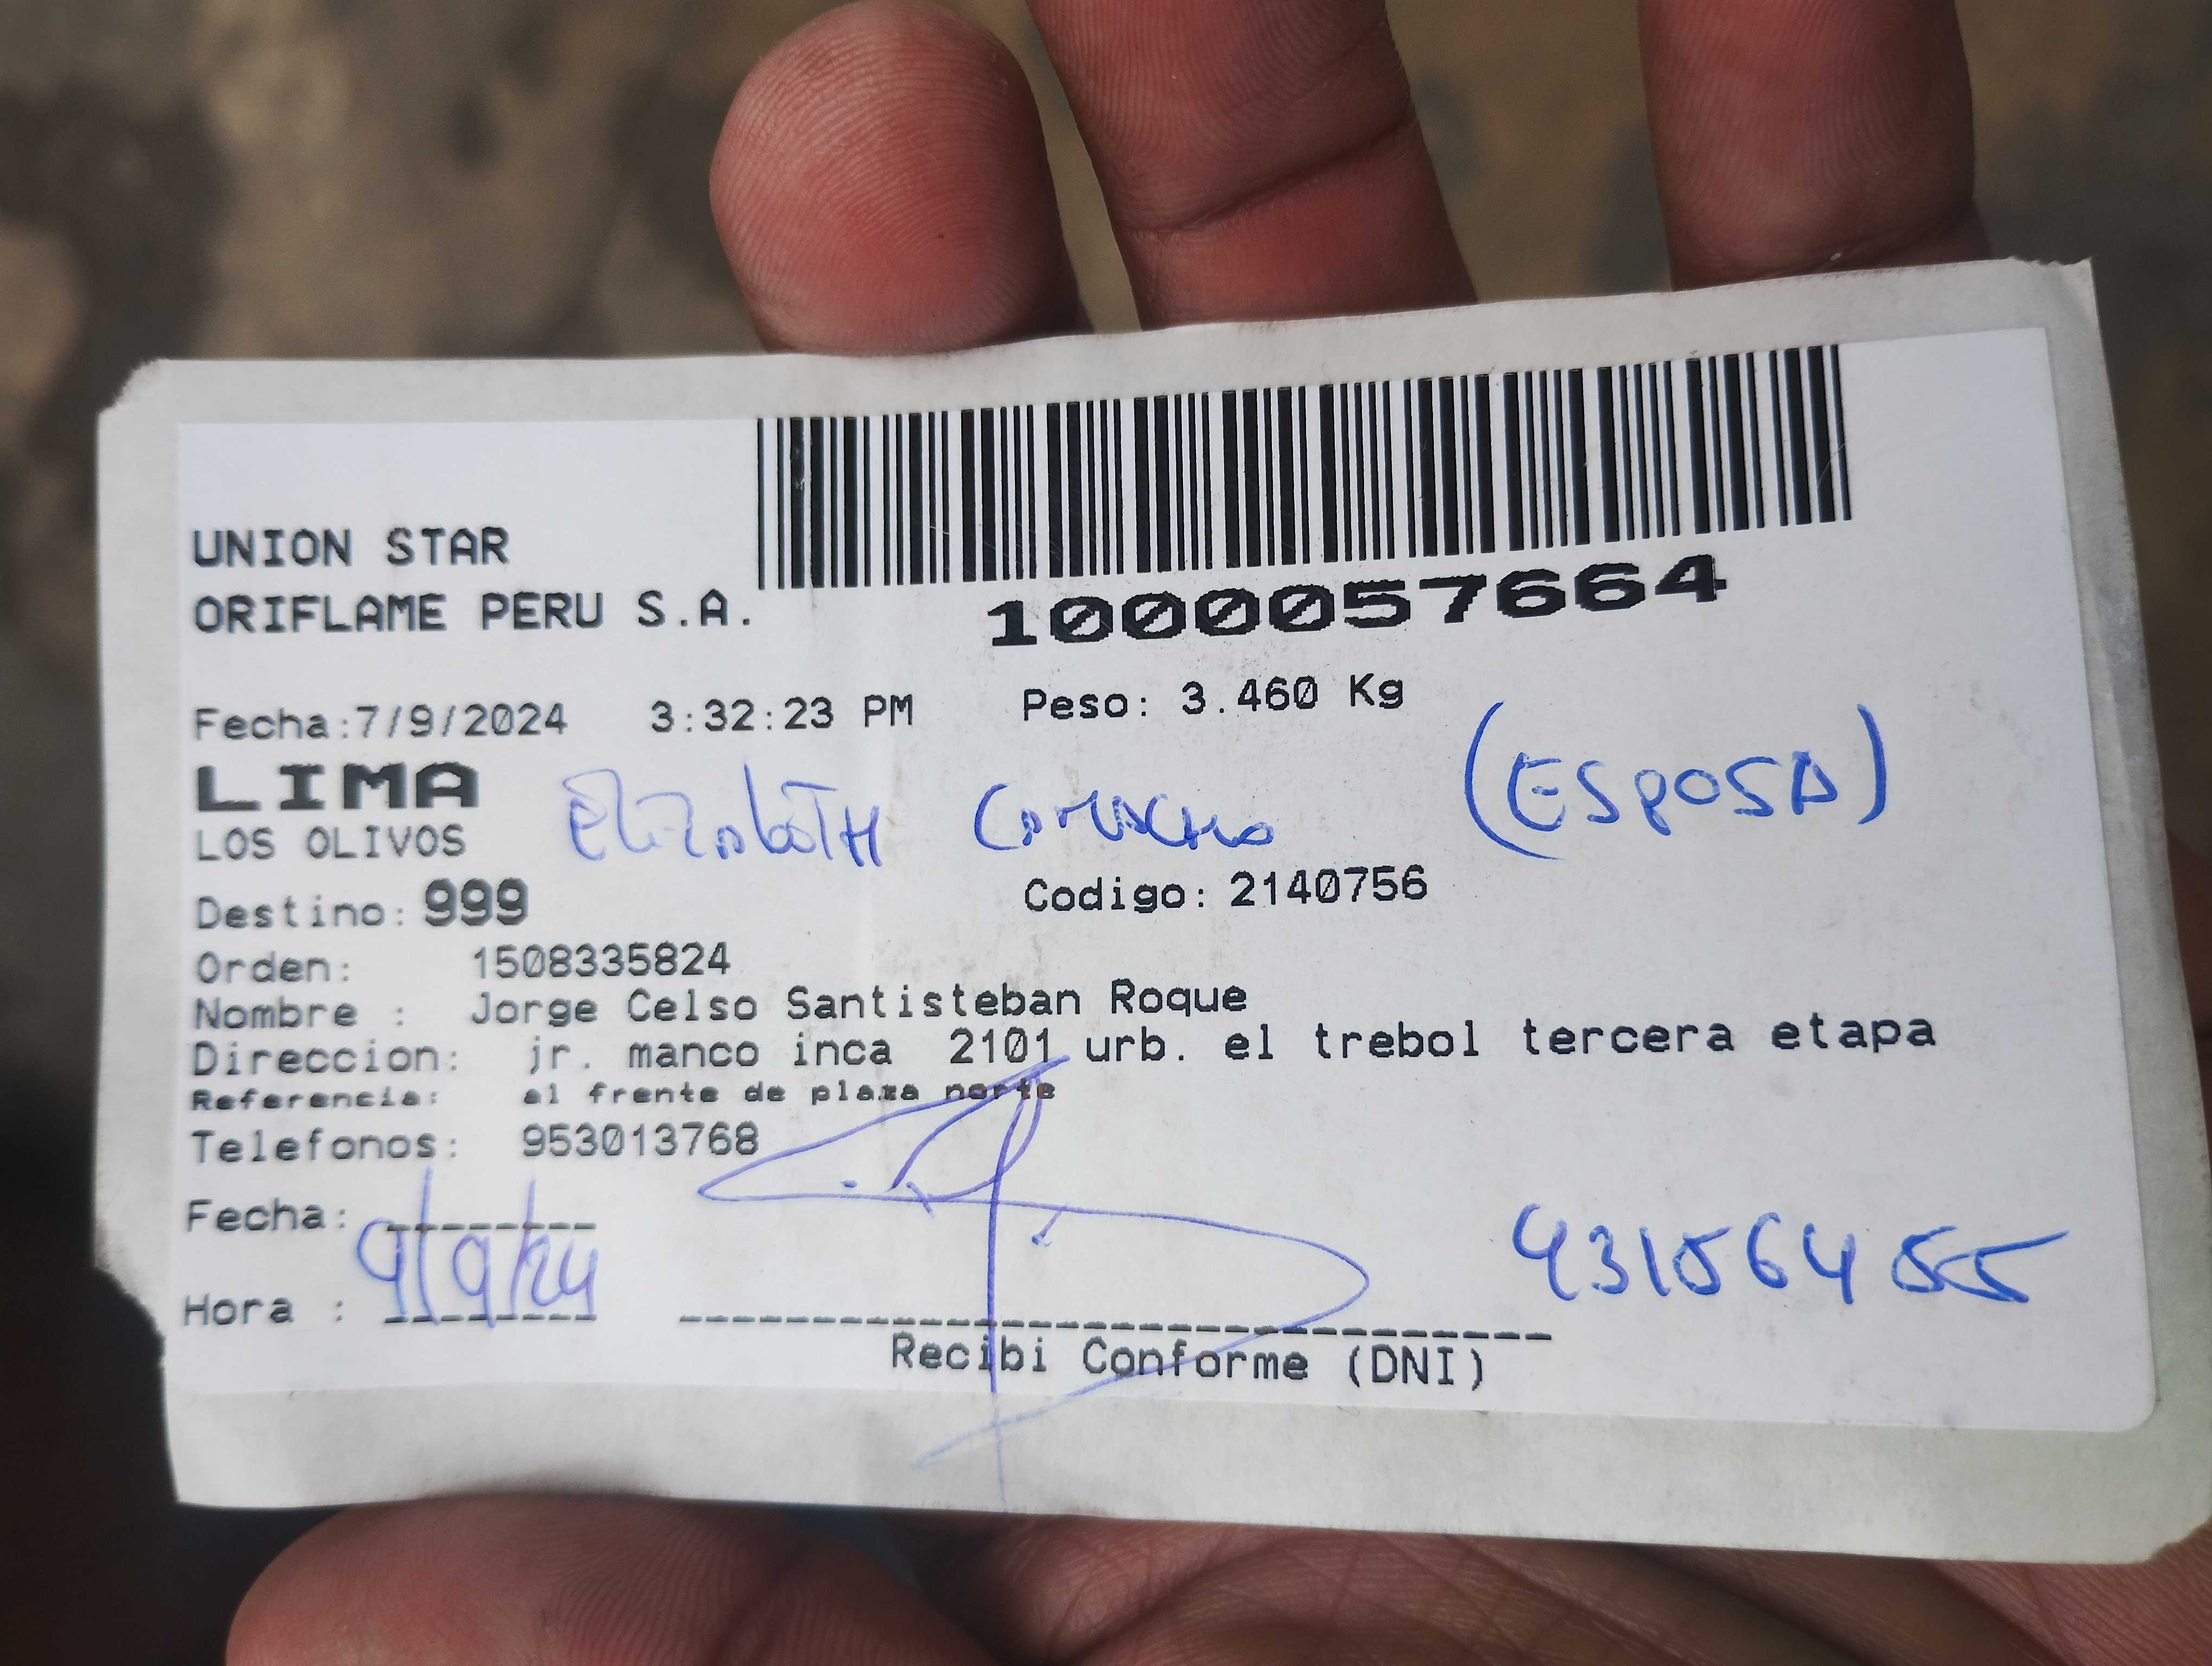 UNION STAR
ORIFLAME PERU S.A.
1000057664
Fecha:7/9/2024 3:32:23 PM Peso: 3.460 Kg
LIMA
LOS OLIVOS
ElizabeTH CAMACHO (ESPOSA)
Destino: 999 Codigo: 2140756
Orden: 1508335824
Nombre : Jorge Celso Santisteban Roque
Direccion: jr. manco inca 2101 urb. el trebol tercera etapa
Referencia: al frente de plaza norte
Telefonos: 953013768
Fecha: 9/9/24
Hora :
Recibi Conforme (DNI)